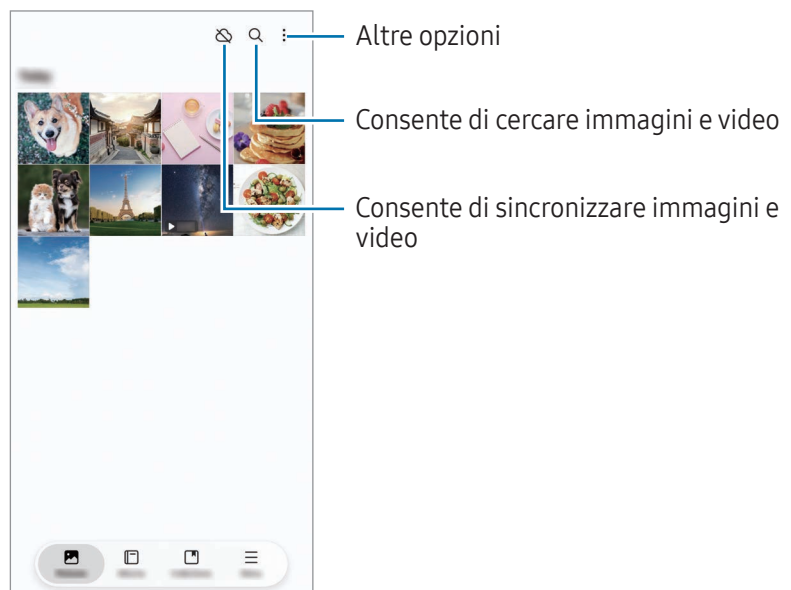 Altre opzioni
Consente di cercare immagini e video
Consente di sincronizzare immagini e
video